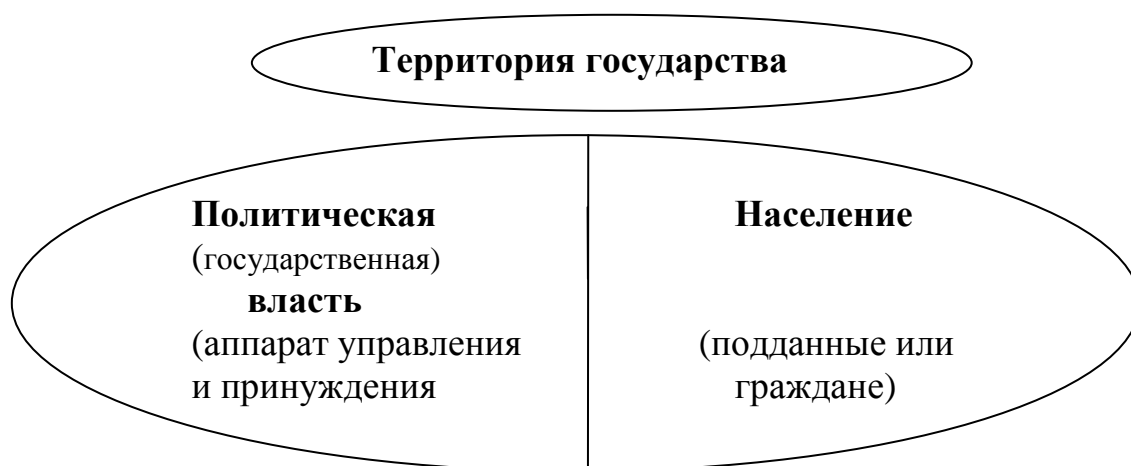 Территория государства
Политическая
(государственная)
власть
(аппарат управления
и принуждения
Население
(подданные или
граждане)